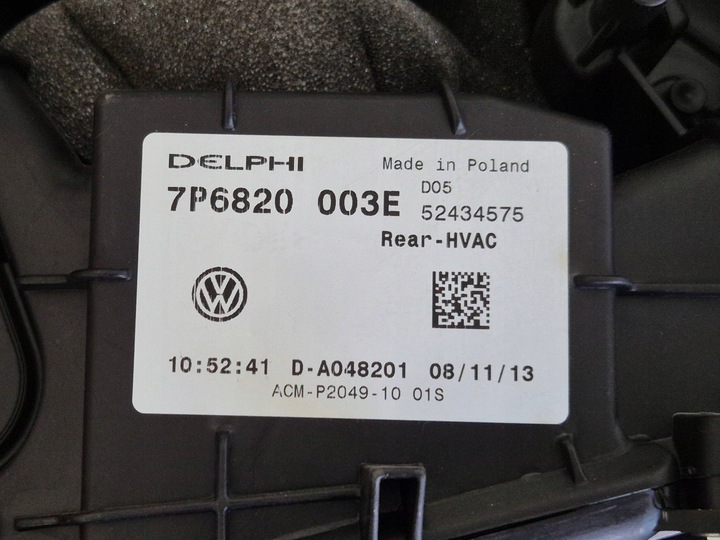 DELPHI Made in Poland
7P6820 003E D05
52434575
Rear-HVAC
VW
10:52:41 D-A048201 08/11/13
ACM-P2049-10 01S